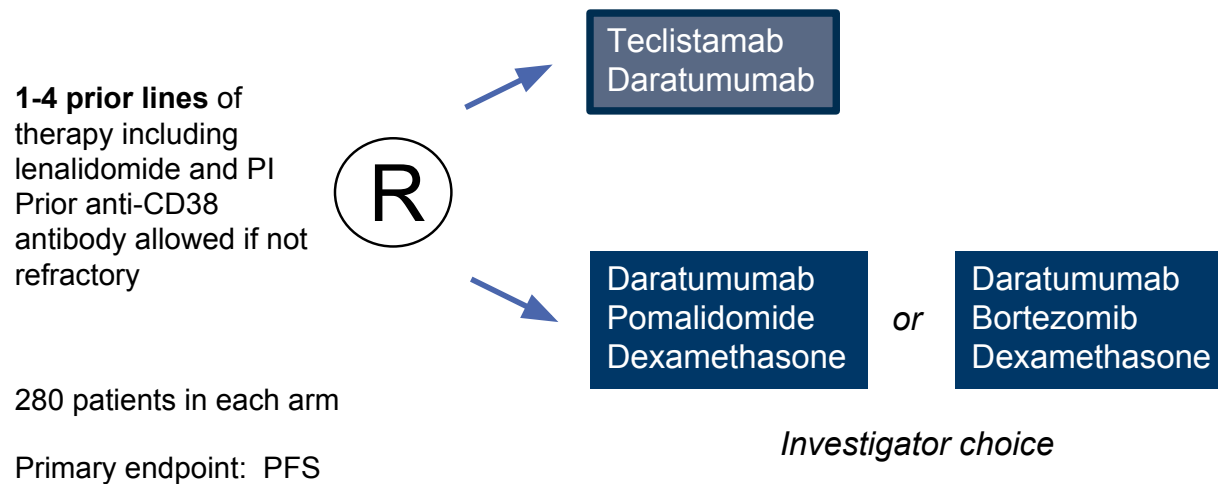 1-4 prior lines of
therapy including
lenalidomide and PI
Prior anti-CD38
antibody allowed if not
refractory
280 patients in each arm
Primary endpoint:  PFS
R
Teclistamab
Daratumumab
Daratumumab
Pomalidomide
Dexamethasone
or
Daratumumab
Bortezomib
Dexamethasone
Investigator choice